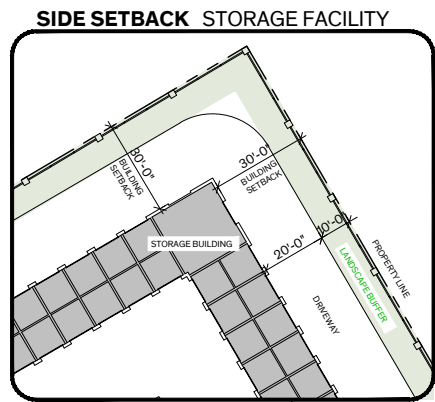 SIDE SETBACK STORAGE FACILITY
30'-0"
BUILDING
SETBACK
30'-0"
BUILDING
SETBACK
STORAGE BUILDING
20'-0"
10'-0"
PROPERTY LINE
LANDSCAPE BUFFER
DRIVEWAY